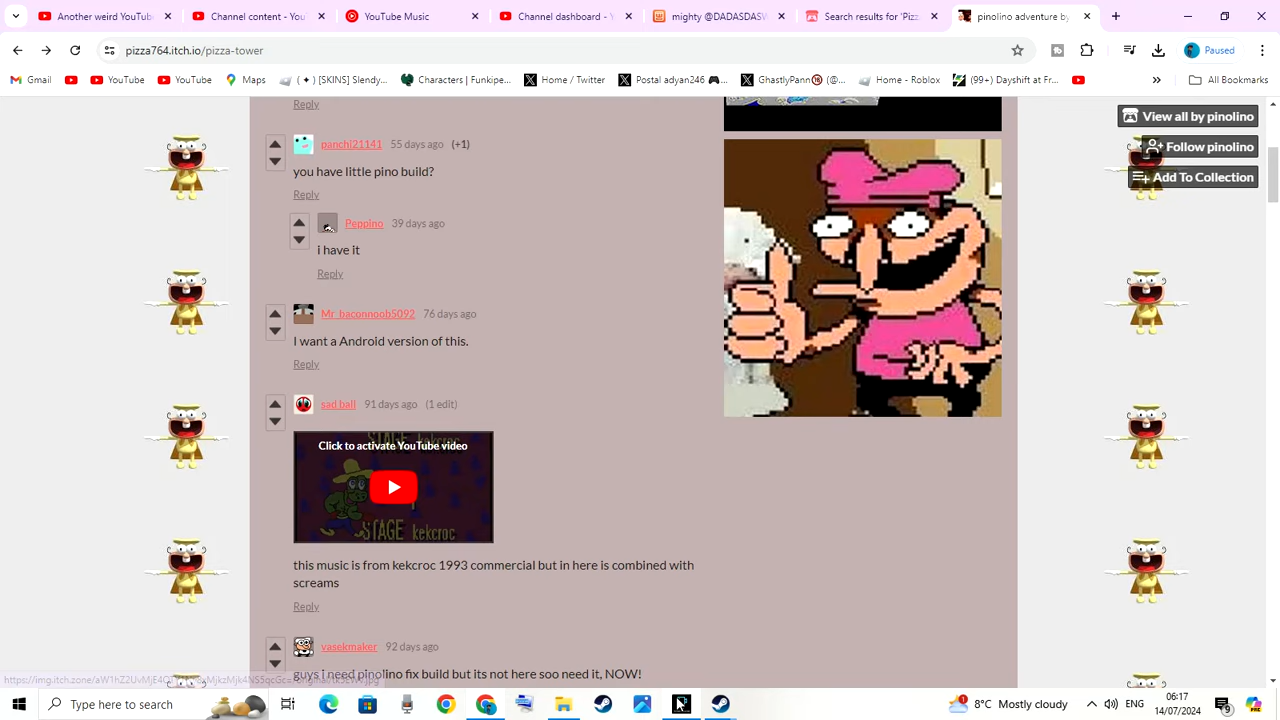 Another weird YouTub
Channel content - You
Pizza Time
Channel dashboard - Y
mighty @DADASDASW
Search results for 'Pizz
pinolino adventure by
pizza764.itch.io/pizza-tower
Paused
Gmail
YouTube
YouTube
Maps
( ✦ ) [SKINS] Slendy...
Characters | Funkipe...
Home / Twitter
Postal adyan246 🎮...
GhastlyPann🔞 (@...
Home - Roblox
(99+) Dayshift at Fr...
»
All Bookmarks
Reply
View all by pinolino
Follow pinolino
Add To Collection
panchi21141 55 days ago (+1)
you have little pino build?
Reply
Peppino 39 days ago
i have it
Reply
Mr_baconnoob5092 76 days ago
I want a Android version of this.
Reply
sad ball 91 days ago (1 edit)
Click to activate YouTube video
STAGE kekcroc
this music is from kekcroc 1993 commercial but in here is combined with
screams
Reply
vasekmaker 92 days ago
guys i need pinolino fix build but its not here soo need it, NOW!
Type here to search
8°C Mostly cloudy
ENG
06:17
14/07/2024